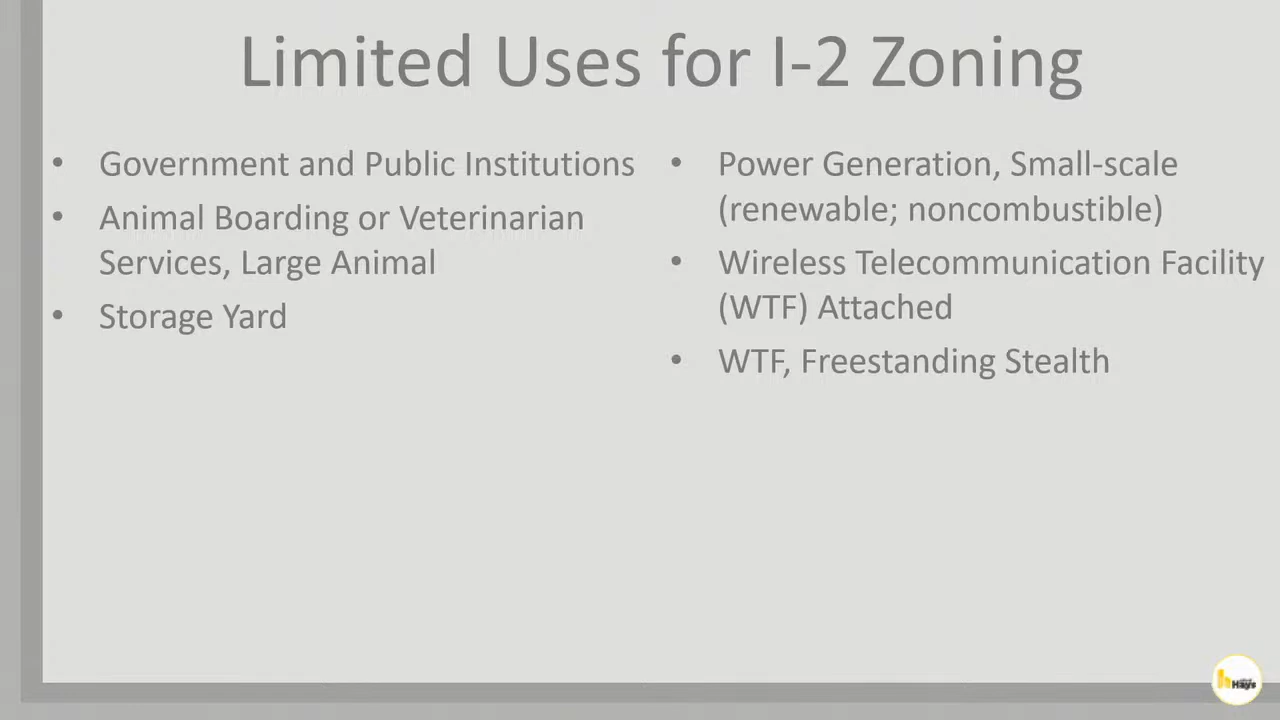 Limited Uses for I-2 Zoning
• Government and Public Institutions
• Animal Boarding or Veterinarian
Services, Large Animal
• Storage Yard
• Power Generation, Small-scale
(renewable; noncombustible)
• Wireless Telecommunication Facility
(WTF) Attached
• WTF, Freestanding Stealth
Hays